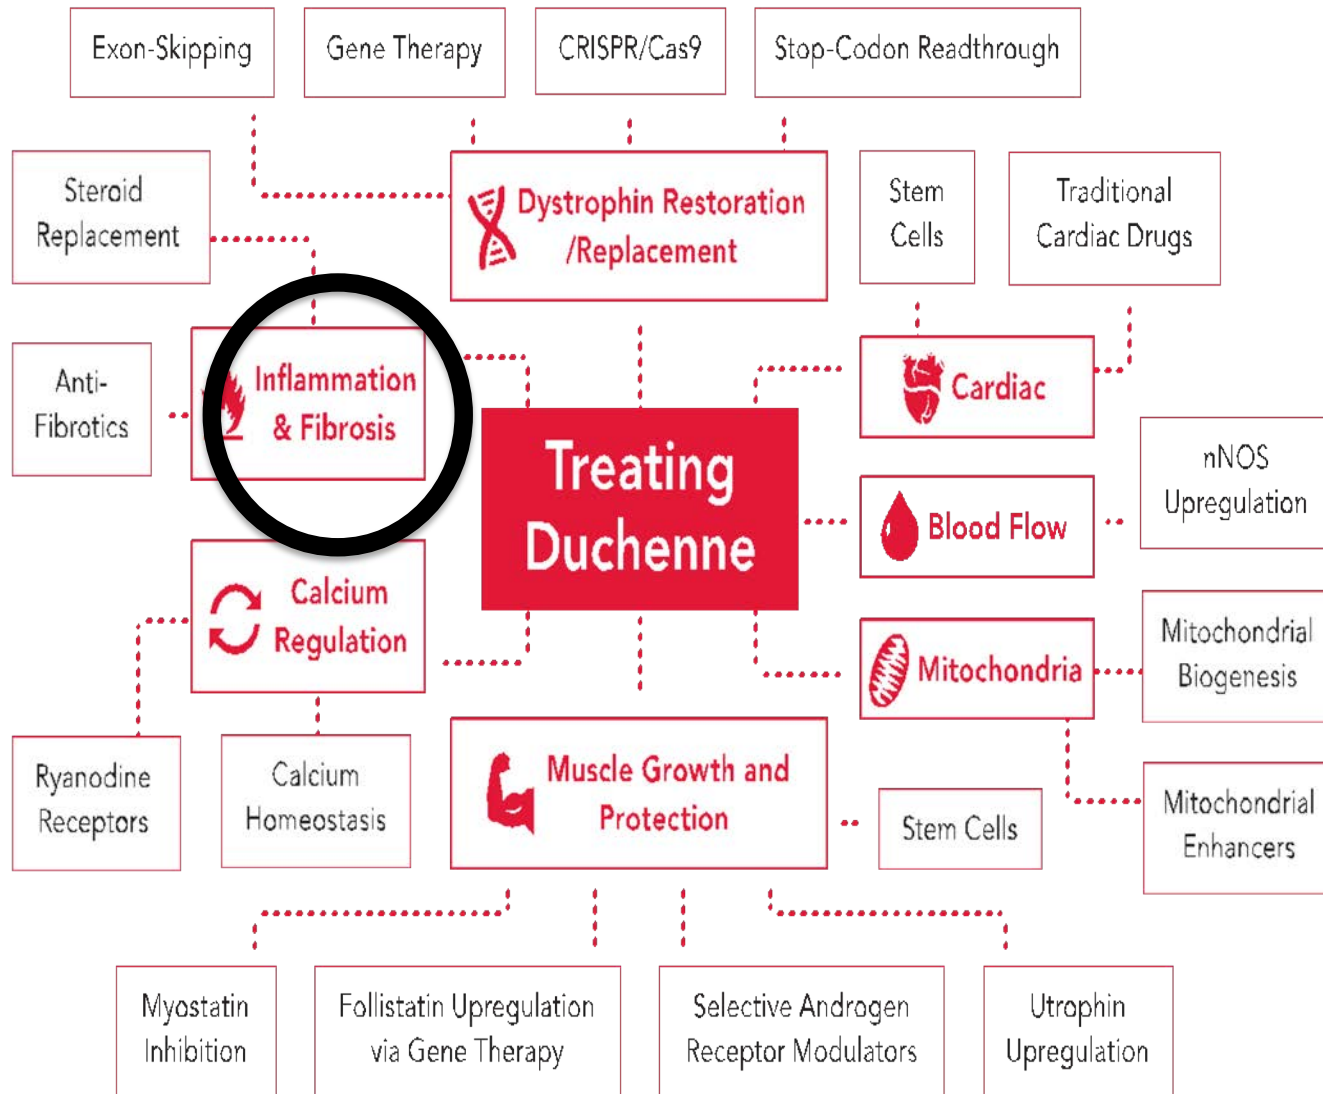 Exon-Skipping
Gene Therapy
CRISPR/Cas9
Stop-Codon Readthrough
Steroid
Replacement
Dystrophin Restoration
/Replacement
Stem
Cells
Traditional
Cardiac Drugs
Anti-
Fibrotics
Inflammation
& Fibrosis
Cardiac
Treating
Duchenne
nNOS
Upregulation
Blood Flow
Calcium
Regulation
Mitochondria
Mitochondrial
Biogenesis
Ryanodine
Receptors
Calcium
Homeostasis
Muscle Growth and
Protection
Stem Cells
Mitochondrial
Enhancers
Myostatin
Inhibition
Follistatin Upregulation
via Gene Therapy
Selective Androgen
Receptor Modulators
Utrophin
Upregulation